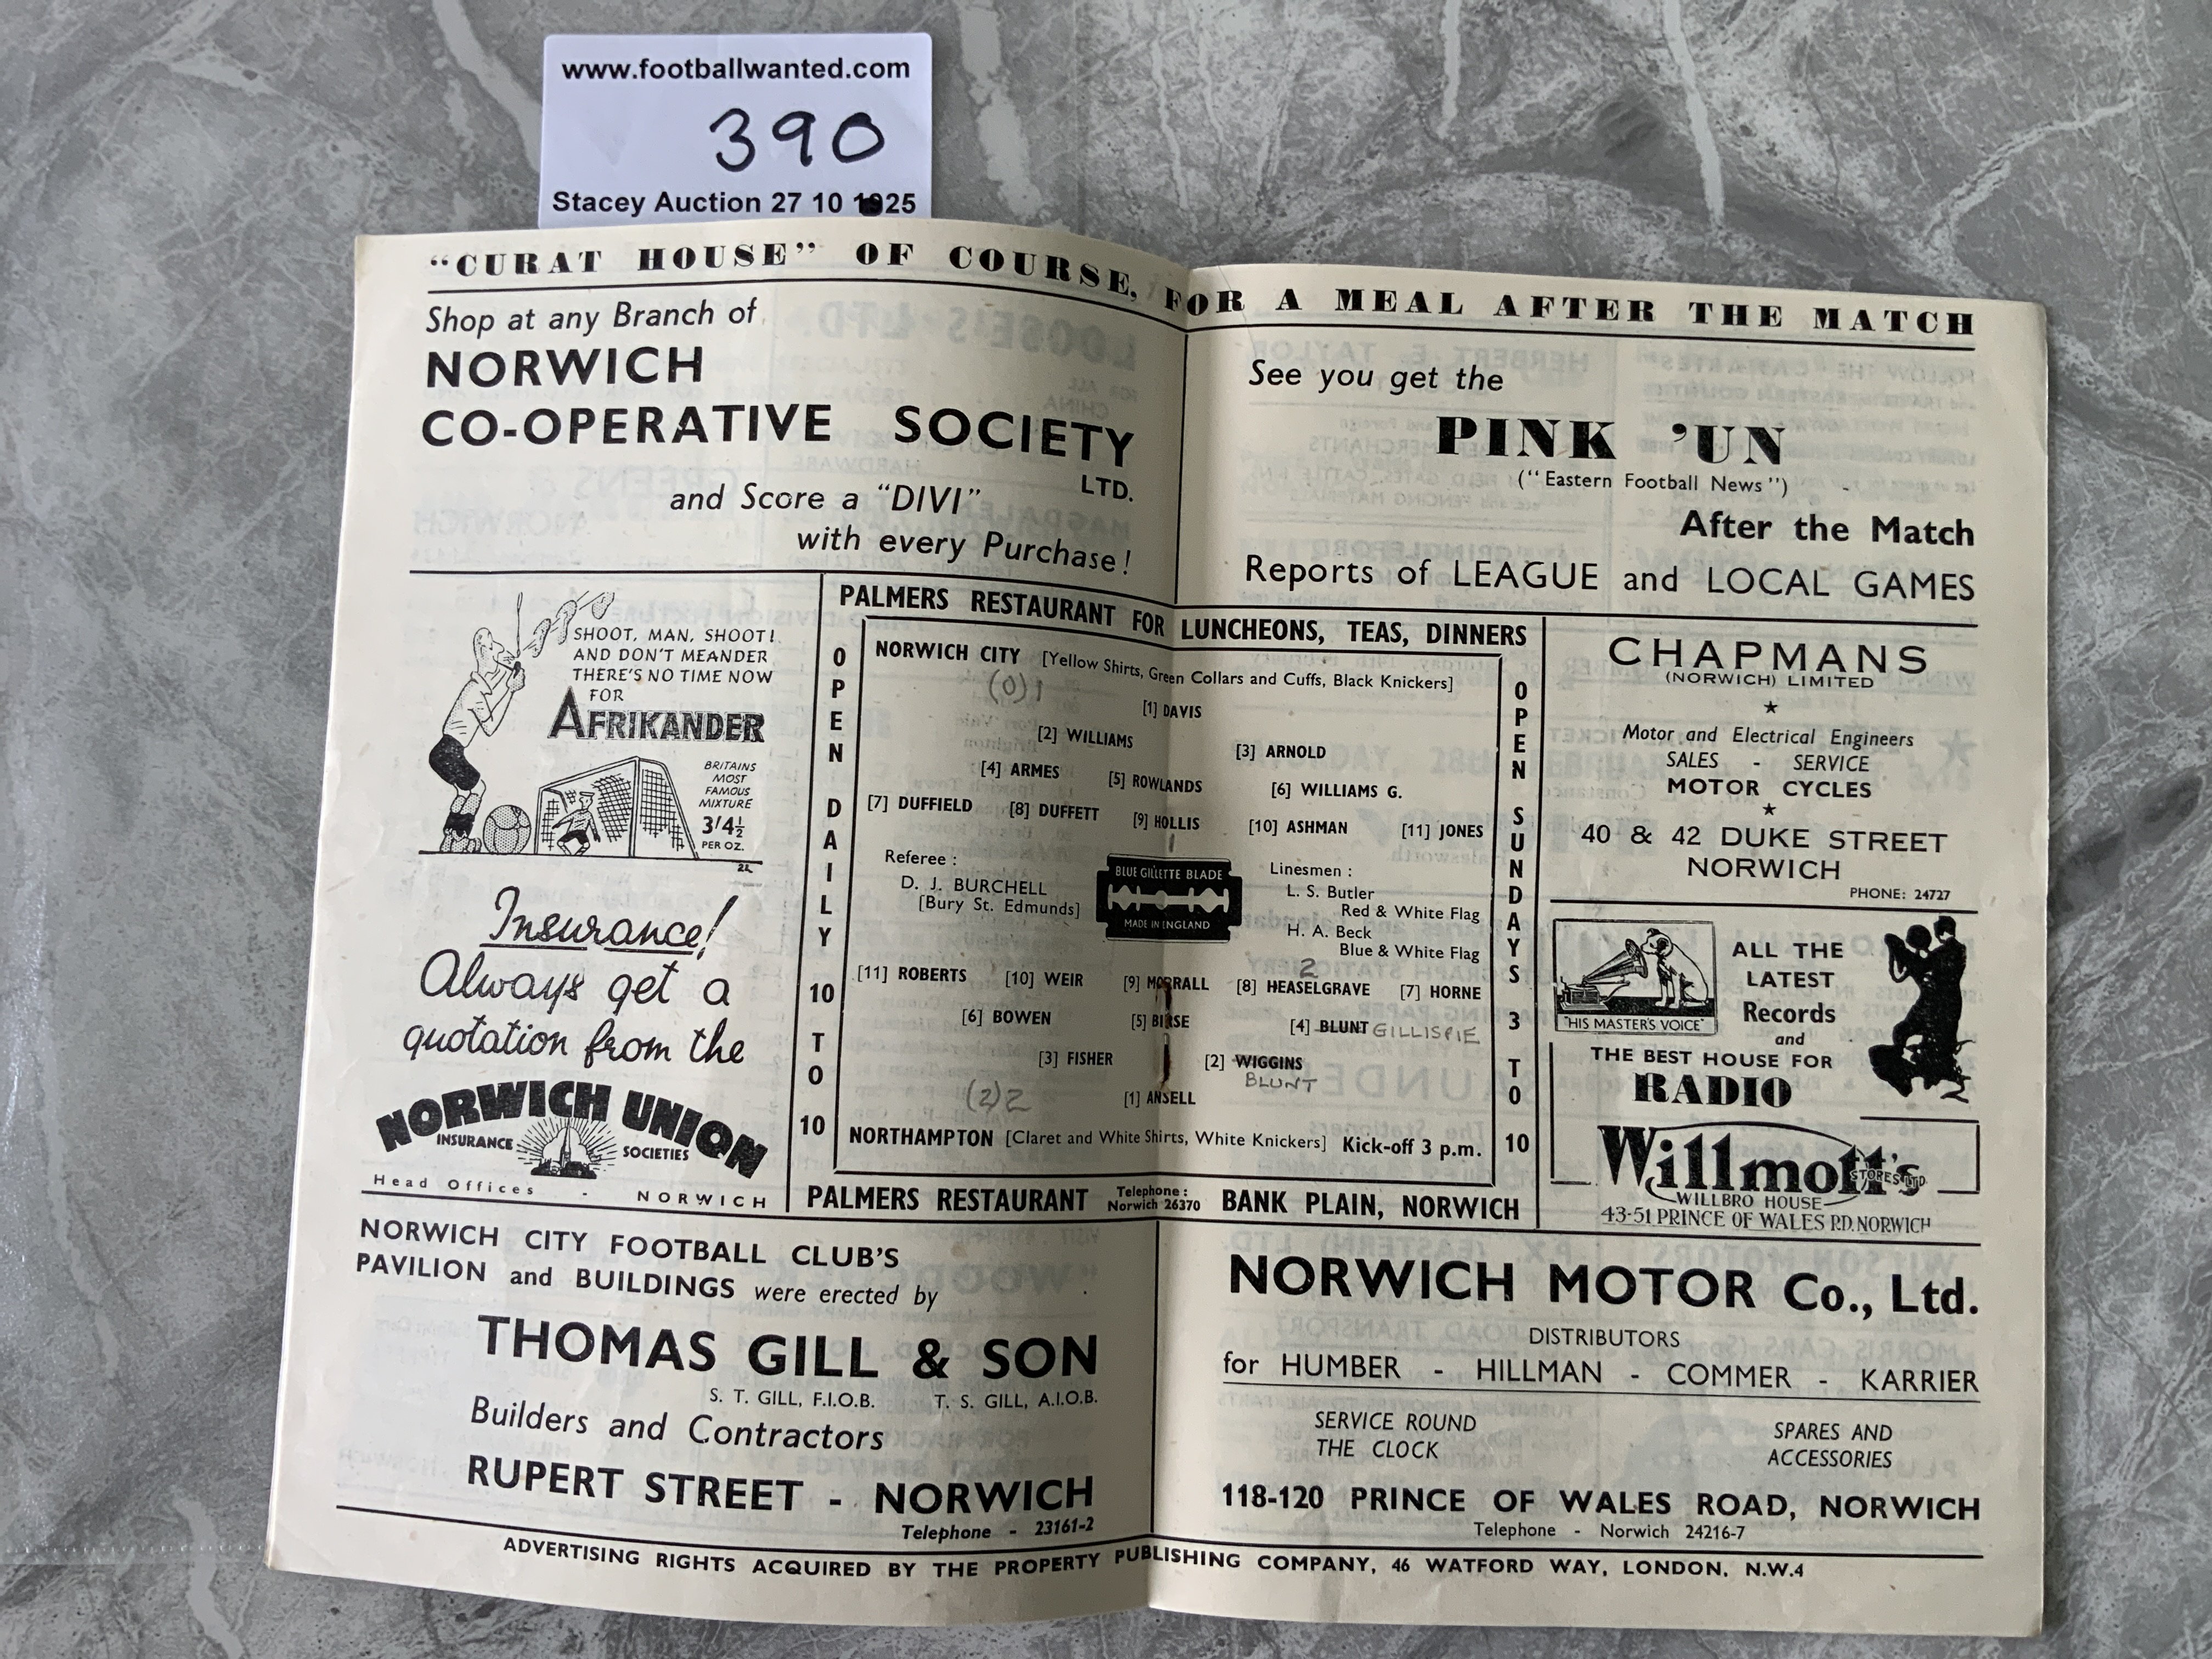 www.footballwanted.com
390
Stacey Auction 27 10 1925
"CURAT HOUSE" OF COURSE, FOR A MEAL AFTER THE MATCH
Shop at any Branch of
NORWICH
CO-OPERATIVE SOCIETY
LTD.
and Score a "DIVI"
with every Purchase!
See you get the
PINK 'UN
("Eastern Football News")
After the Match
Reports of LEAGUE and LOCAL GAMES
SHOOT, MAN, SHOOT!
AND DON'T MEANDER
THERE'S NO TIME NOW
FOR
AFRIKANDER
BRITAINS
MOST
FAMOUS
MIXTURE
3/4½
PER OZ.
22
Insurance!
Always get a
quotation from the
NORWICH UNION
INSURANCE SOCIETIES
Head Offices - NORWICH
PALMERS RESTAURANT FOR LUNCHEONS, TEAS, DINNERS
OPEN DAILY 10 TO 10
NORWICH CITY [Yellow Shirts, Green Collars and Cuffs, Black Knickers]
(0) 1
[1] DAVIS
[2] WILLIAMS [3] ARNOLD
[4] ARMES [5] ROWLANDS [6] WILLIAMS G.
[7] DUFFIELD [8] DUFFETT [9] HOLLIS [10] ASHMAN [11] JONES
Referee :
D. J. BURCHELL
[Bury St. Edmunds]
BLUE GILLETTE BLADE
MADE IN ENGLAND
Linesmen :
L. S. Butler
Red & White Flag
H. A. Beck
Blue & White Flag
2
[11] ROBERTS [10] WEIR [9] MORRALL [8] HEASELGRAVE [7] HORNE
[6] BOWEN [5] BIRSE [4] BLUNT GILLISPIE
[3] FISHER [2] WIGGINS
BLUNT
(2) 2 [1] ANSELL
NORTHAMPTON [Claret and White Shirts, White Knickers] Kick-off 3 p.m.
OPEN SUNDAYS 3 TO 10
PALMERS RESTAURANT Telephone : Norwich 26370 BANK PLAIN, NORWICH
CHAPMANS
(NORWICH) LIMITED
Motor and Electrical Engineers
SALES - SERVICE
MOTOR CYCLES
40 & 42 DUKE STREET
NORWICH
PHONE: 24727
"HIS MASTER'S VOICE"
ALL THE
LATEST
Records
and
THE BEST HOUSE FOR
RADIO
Willmott's
STORES LTD
WILLBRO HOUSE
43-51 PRINCE OF WALES RD. NORWICH
NORWICH CITY FOOTBALL CLUB'S
PAVILION and BUILDINGS were erected by
THOMAS GILL & SON
S. T. GILL, F.I.O.B. T. S. GILL, A.I.O.B.
Builders and Contractors
RUPERT STREET - NORWICH
Telephone - 23161-2
NORWICH MOTOR Co., Ltd.
DISTRIBUTORS
for HUMBER - HILLMAN - COMMER - KARRIER
SERVICE ROUND
THE CLOCK
SPARES AND
ACCESSORIES
118-120 PRINCE OF WALES ROAD, NORWICH
Telephone - Norwich 24216-7
ADVERTISING RIGHTS ACQUIRED BY THE PROPERTY PUBLISHING COMPANY, 46 WATFORD WAY, LONDON, N.W.4